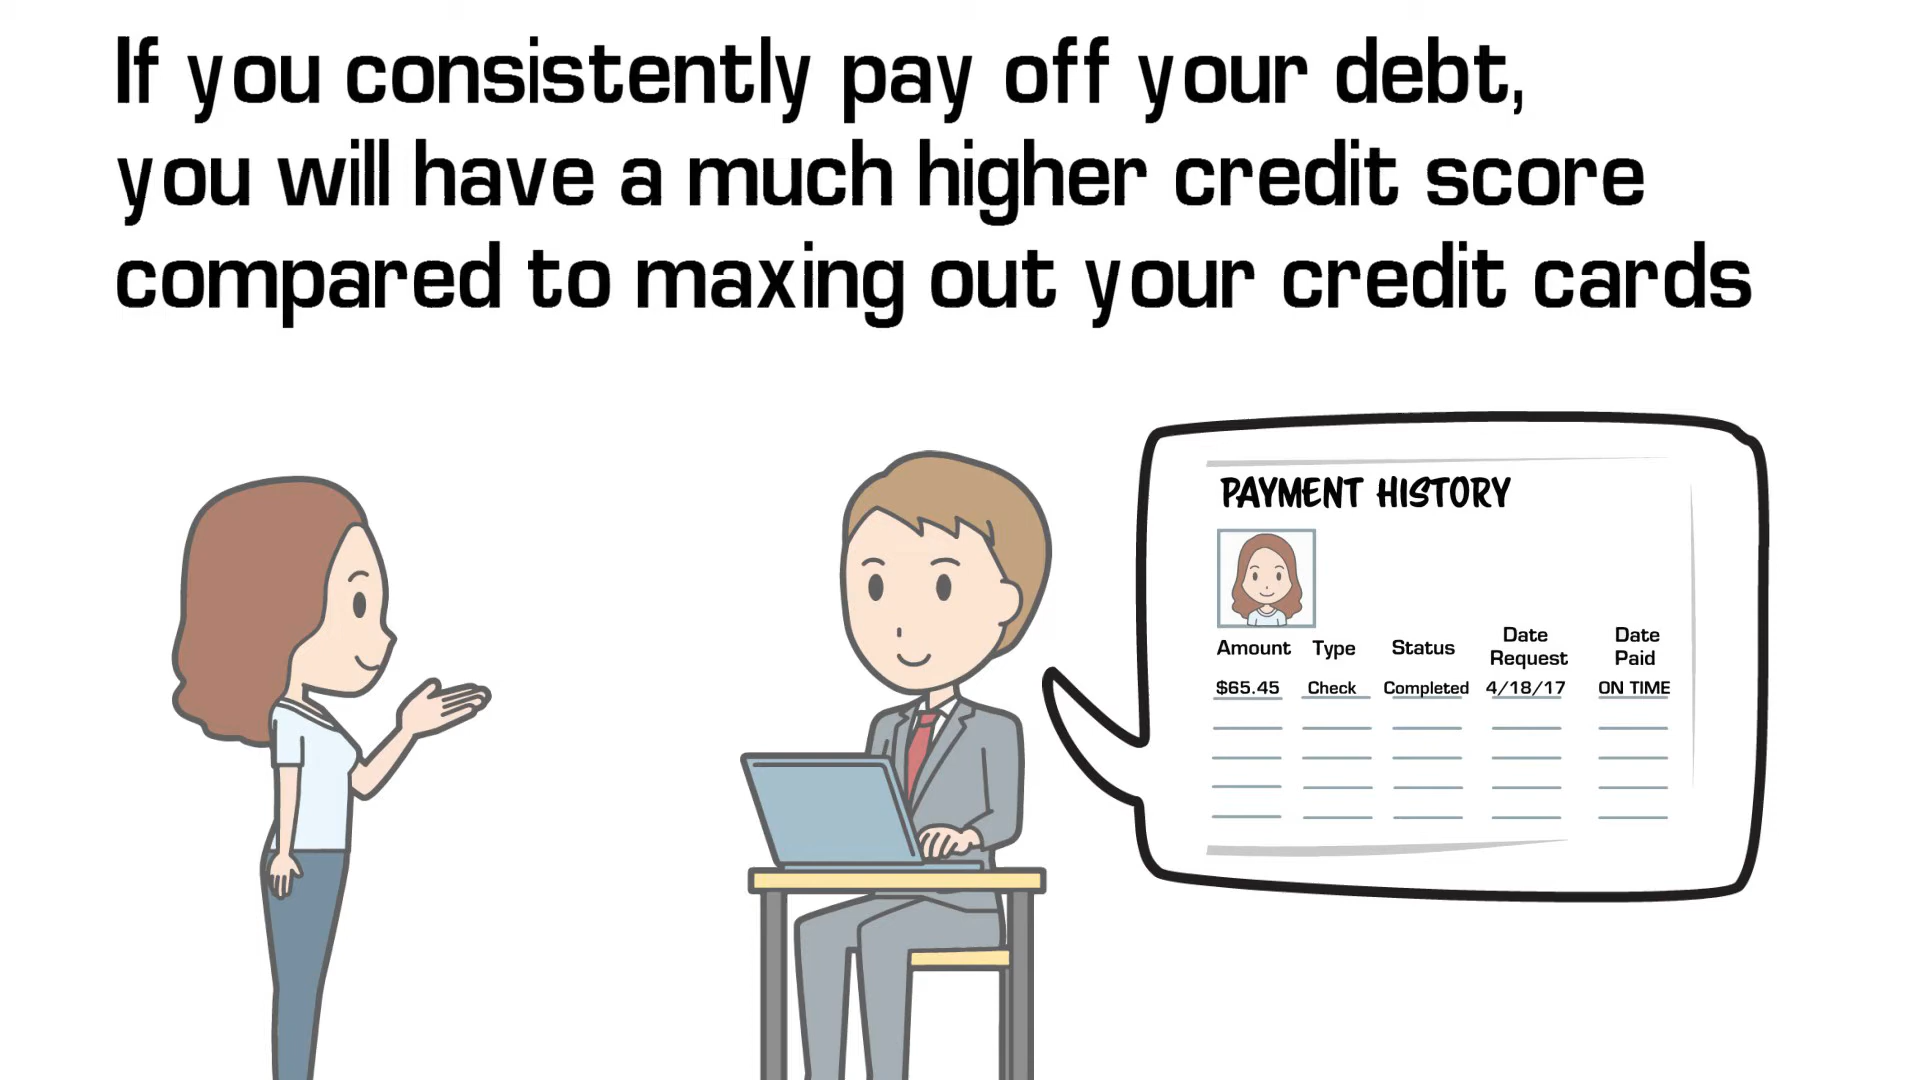 If you consistently pay off your debt,
you will have a much higher credit score
compared to maxing out your credit cards
PAYMENT HISTORY
Amount Type Status Date Request Date Paid
$65.45 Check Completed 4/18/17 ON TIME